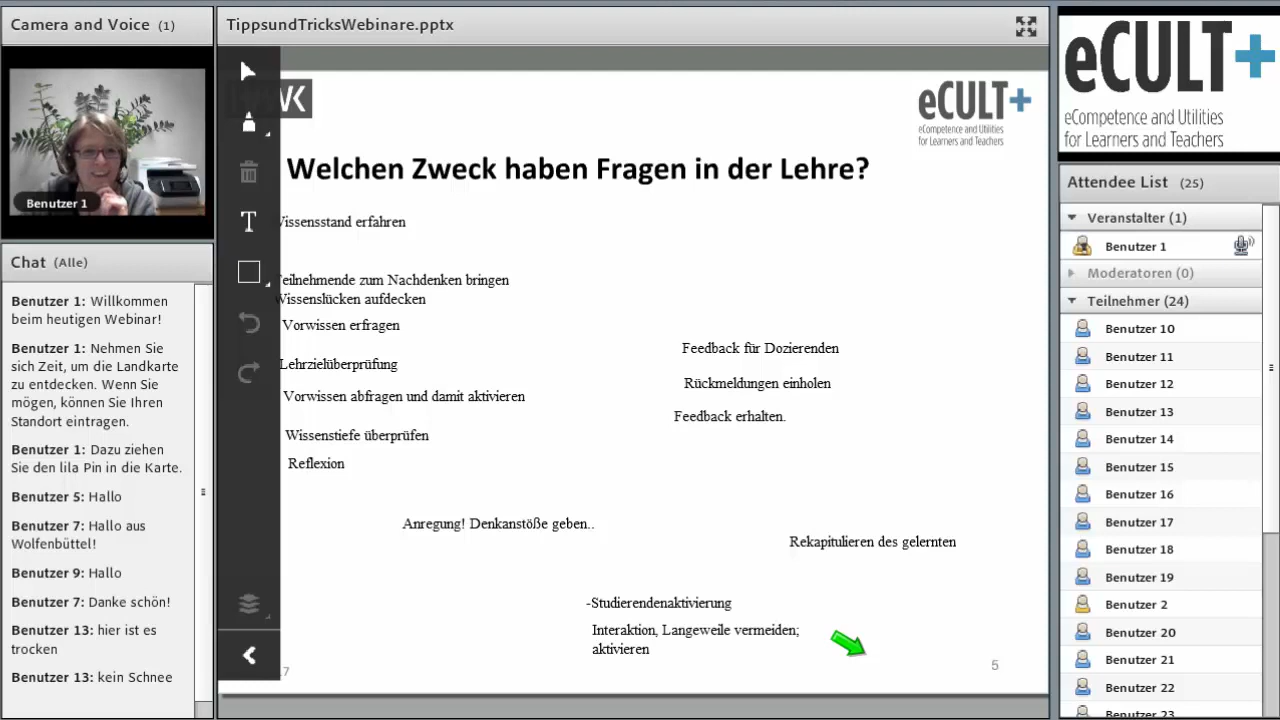 Camera and Voice (1)
Benutzer 1
Chat (Alle)
Benutzer 1: Willkommen
beim heutigen Webinar!
Benutzer 1: Nehmen Sie
sich Zeit, um die Landkarte
zu entdecken. Wenn Sie
mögen, können Sie Ihren
Standort eintragen.
Benutzer 1: Dazu ziehen
Sie den lila Pin in die Karte.
Benutzer 5: Hallo
Benutzer 7: Hallo aus
Wolfenbüttel!
Benutzer 9: Hallo
Benutzer 7: Danke schön!
Benutzer 13: hier ist es
trocken
Benutzer 13: kein Schnee
TippsundTricksWebinare.pptx
eCULT+
eCompetence and Utilities
for Learners and Teachers
Welchen Zweck haben Fragen in der Lehre?
issensstand erfahren
eilnehmende zum Nachdenken bringen
Wissenslücken aufdecken
Vorwissen erfragen
Lehrzielüberprüfung
Vorwissen abfragen und damit aktivieren
Wissenstiefe überprüfen
Reflexion
Feedback für Dozierenden
Rückmeldungen einholen
Feedback erhalten.
Anregung! Denkanstöße geben..
Rekapitulieren des gelernten
-Studierendenaktivierung
Interaktion, Langeweile vermeiden;
aktivieren
7
5
eCULT+
eCompetence and Utilities
for Learners and Teachers
Attendee List (25)
Veranstalter (1)
Benutzer 1
Moderatoren (0)
Teilnehmer (24)
Benutzer 10
Benutzer 11
Benutzer 12
Benutzer 13
Benutzer 14
Benutzer 15
Benutzer 16
Benutzer 17
Benutzer 18
Benutzer 19
Benutzer 2
Benutzer 20
Benutzer 21
Benutzer 22
Benutzer 23